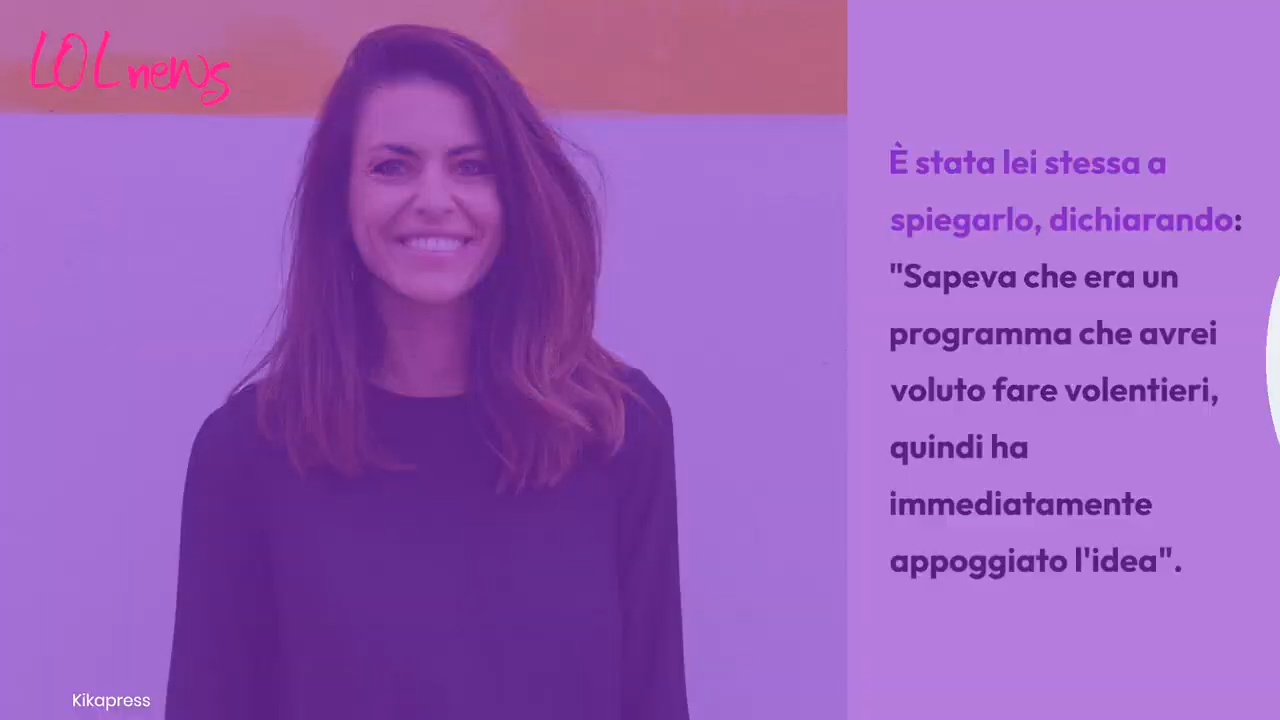 LOL news
È stata lei stessa a
spiegarlo, dichiarando:
"Sapeva che era un
programma che avrei
voluto fare volentieri,
quindi ha
immediatamente
appoggiato l'idea".
Kikapress